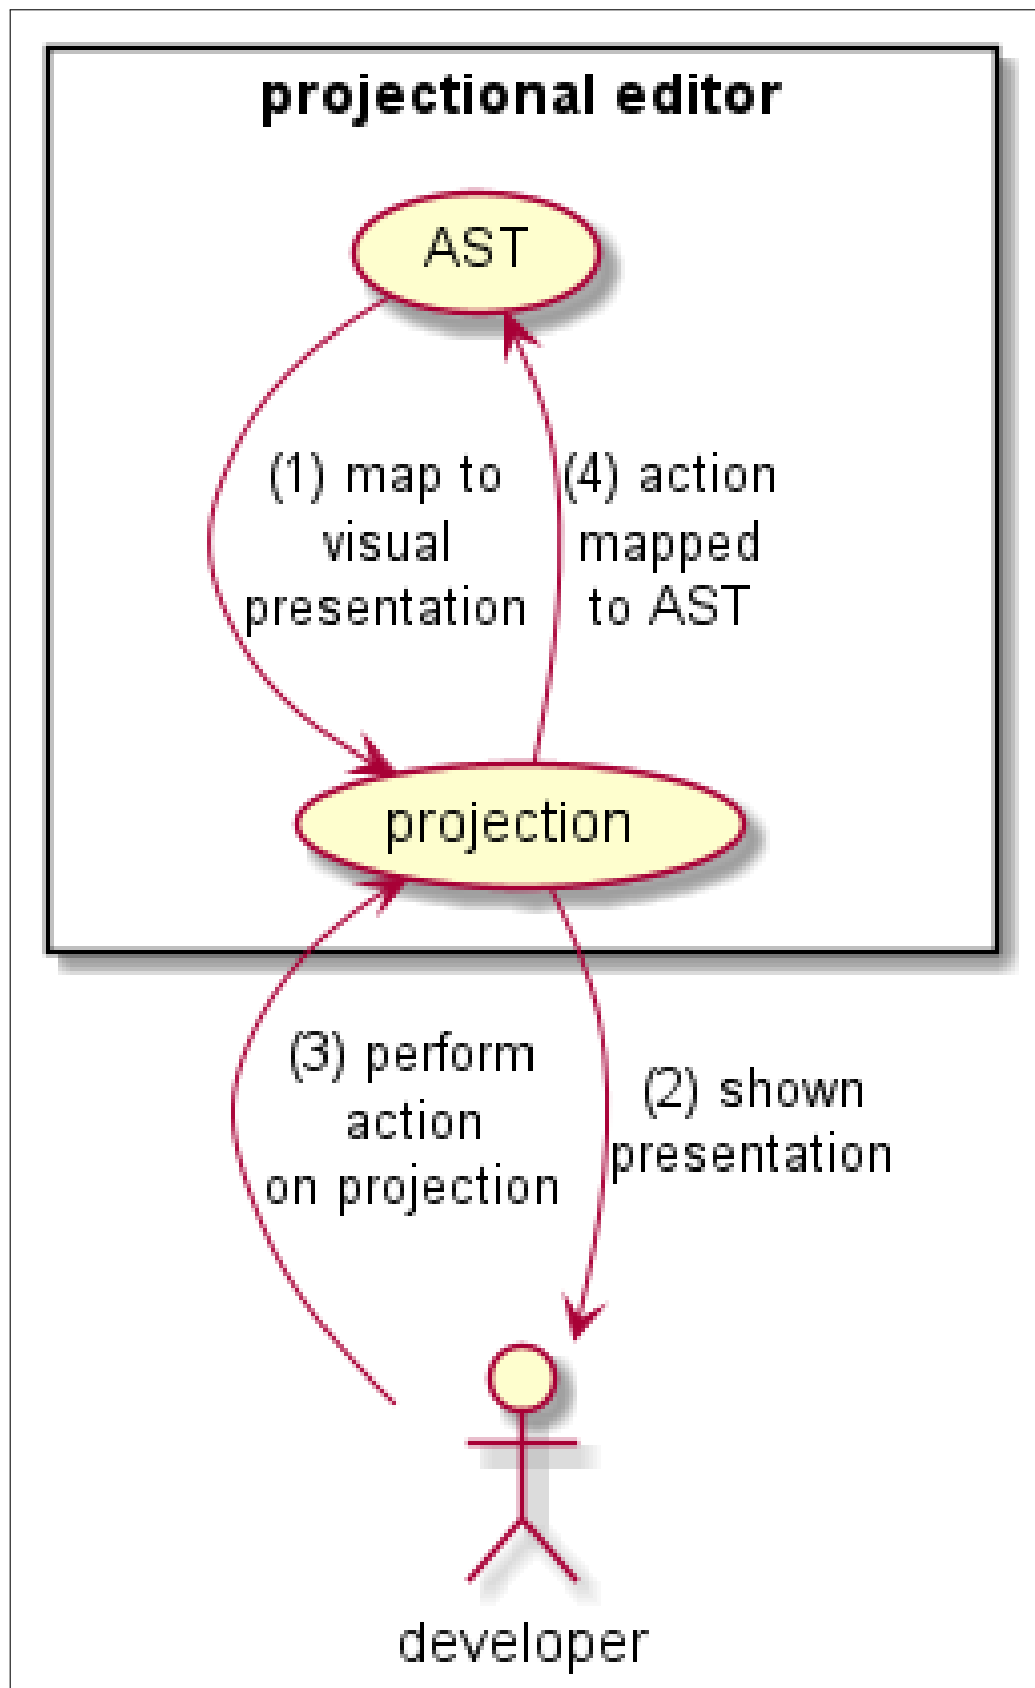 projectional editor
AST
(1) map to
visual
presentation
(4) action
mapped
to AST
projection
(3) perform
action
on projection
(2) shown
presentation
developer